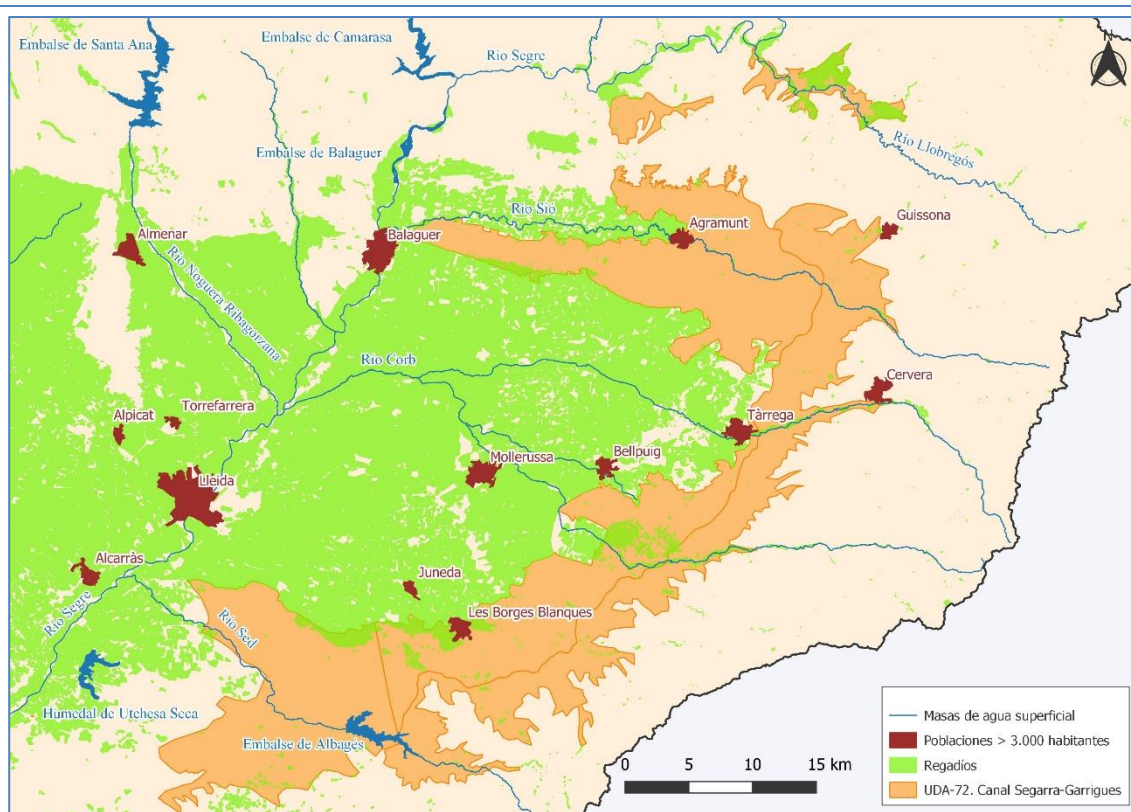 Embalse de Santa Ana
Embalse de Camarasa
Río Segre
Embalse de Balaguer
Río Llobregós
Río Sió
Agramunt
Guissona
Almenar
Balaguer
Río Noguera Ribagorzana
Río Corb
Cervera
Torrefarrera
Alpicat
Tàrrega
Bellpuig
Mollerussa
Lleida
Alcarràs
Juneda
Les Borges Blanques
Río Segre
Río Sed
Humedal de Utchesa Seca
Embalse de Albagés
0 5 10 15 km
Masas de agua superficial
Poblaciones > 3.000 habitantes
Regadíos
UDA-72. Canal Segarra-Garrigues